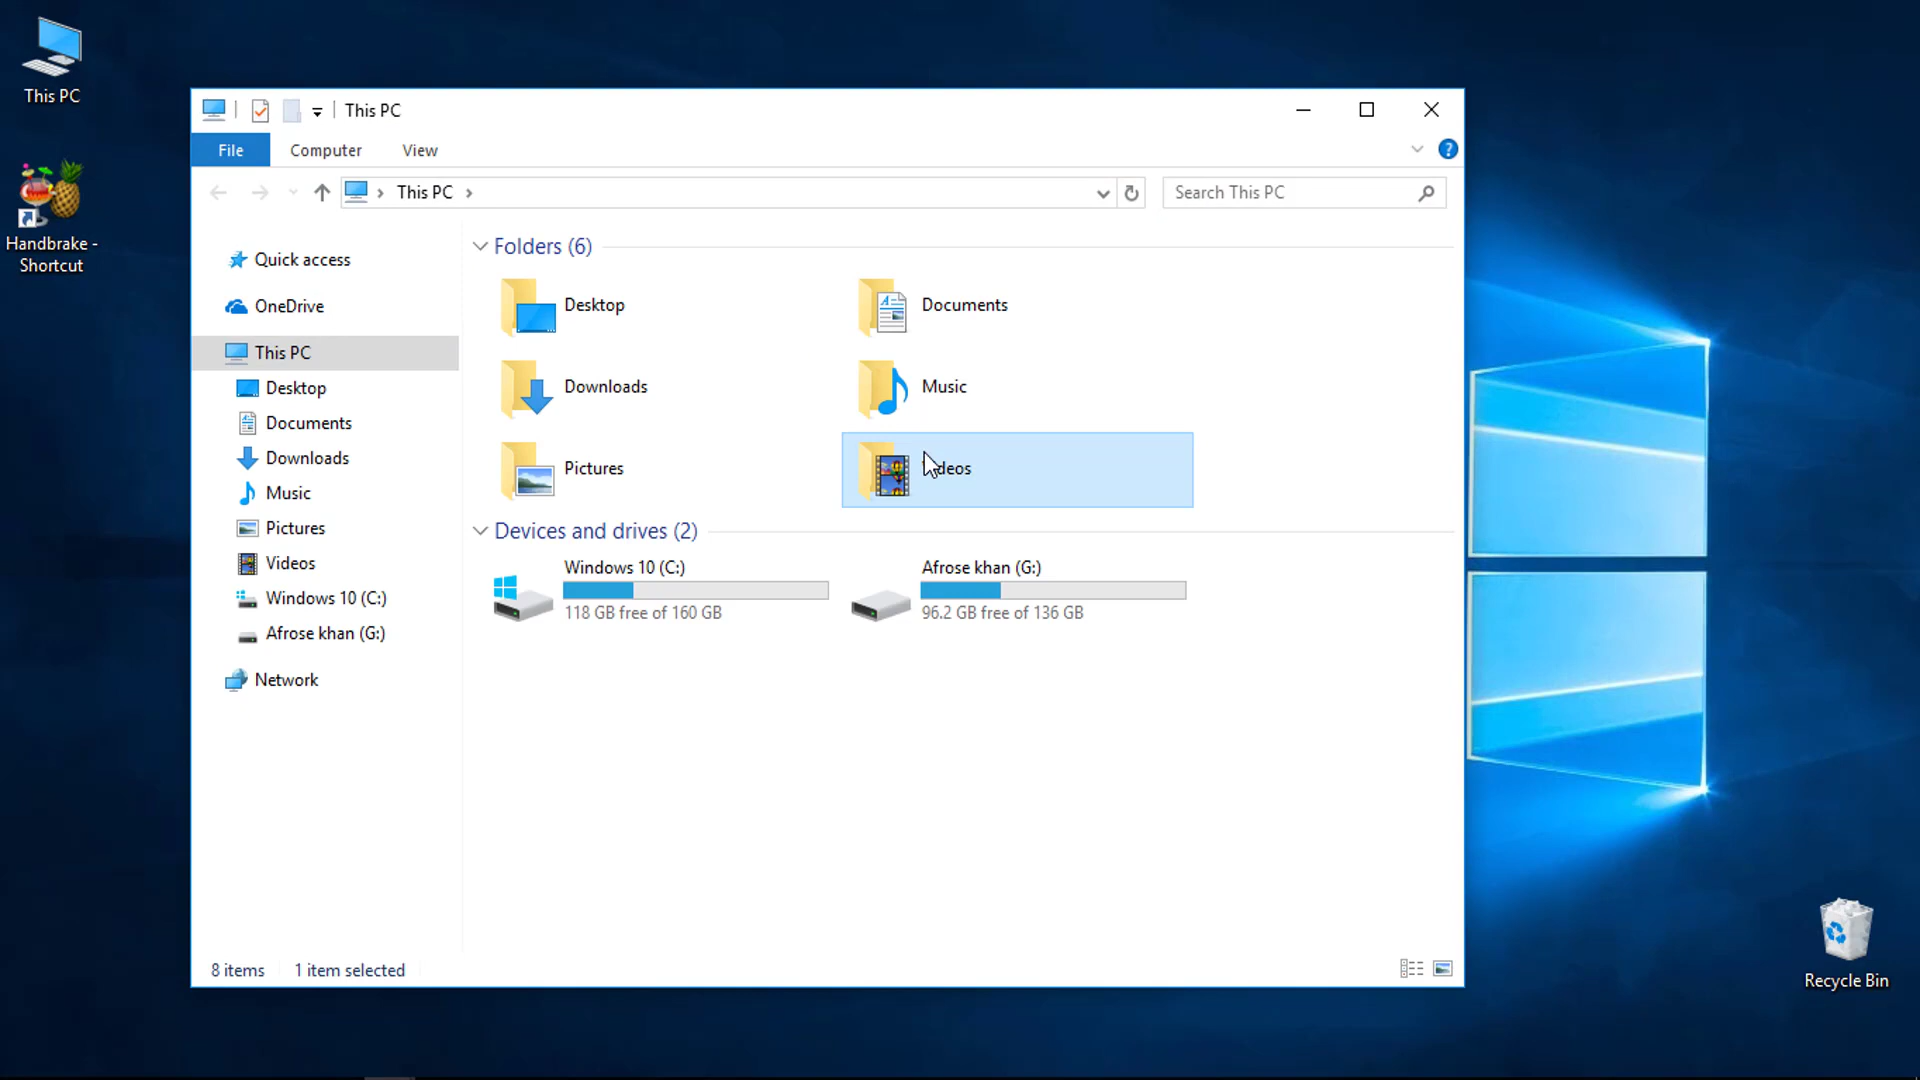 This PC
Handbrake -
Shortcut
This PC
File
Computer
View
?
This PC
Search This PC
Quick access
OneDrive
This PC
Desktop
Documents
Downloads
Music
Pictures
Videos
Windows 10 (C:)
Afrose khan (G:)
Network
Folders (6)
Desktop
Documents
Downloads
Music
Pictures
deos
Devices and drives (2)
Windows 10 (C:)
118 GB free of 160 GB
Afrose khan (G:)
96.2 GB free of 136 GB
8 items
1 item selected
Recycle Bin